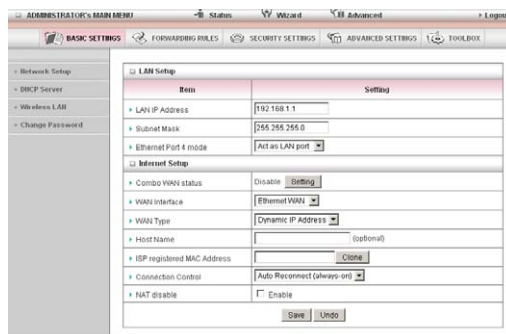 ADMINISTRATOR's MAIN MENU Status Wizard Advanced Logou
BASIC SETTINGS FORWARDING RULES SECURITY SETTINGS ADVANCED SETTINGS TOOLBOX
Network Setup
DHCP Server
Wireless LAN
Change Password
LAN Setup
Item Setting
LAN IP Address 192.168.1.1
Subnet Mask 255.255.255.0
Ethernet Port 4 mode Act as LAN port
Internet Setup
Combo WAN status Disable Setting
WAN Interface Ethernet WAN
WAN Type Dynamic IP Address
Host Name (optional)
ISP registered MAC Address Clone
Connection Control Auto Reconnect (always-on)
NAT disable Enable
Save Undo